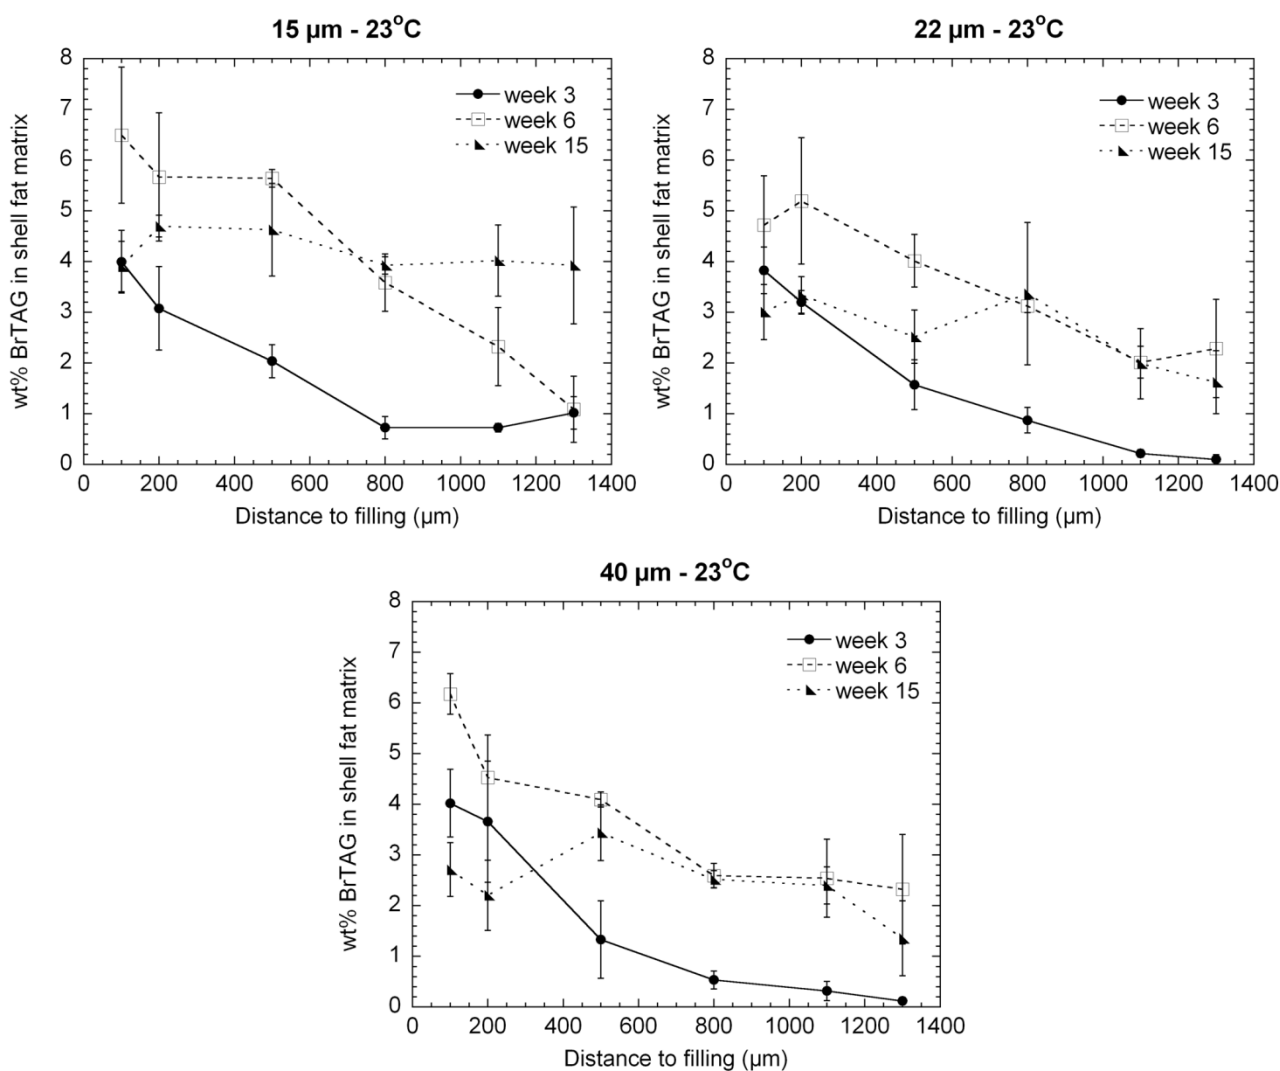 15 µm - 23°C
wt% BrTAG in shell fat matrix
8
7
6
5
4
3
2
1
0
week 3
week 6
week 15
0 200 400 600 800 1000 1200 1400
Distance to filling (µm)
22 µm - 23°C
wt% BrTAG in shell fat matrix
8
7
6
5
4
3
2
1
0
week 3
week 6
week 15
0 200 400 600 800 1000 1200 1400
Distance to filling (µm)
40 µm - 23°C
wt% BrTAG in shell fat matrix
8
7
6
5
4
3
2
1
0
week 3
week 6
week 15
0 200 400 600 800 1000 1200 1400
Distance to filling (µm)